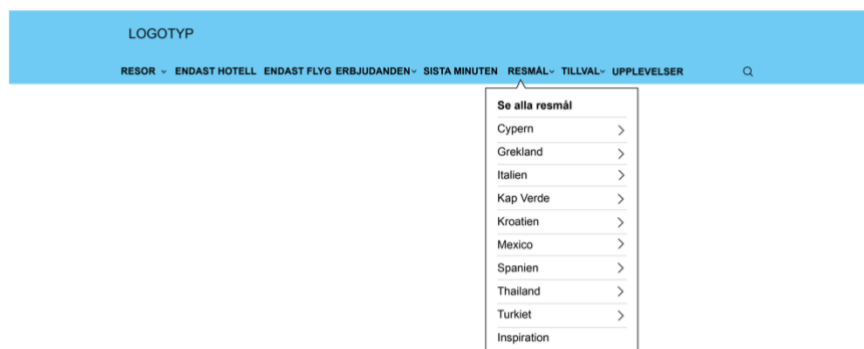 LOGOTYP
RESOR ENDAST HOTELL ENDAST FLYG ERBJUDANDEN SISTA MINUTEN RESMÅL TILLVAL UPPLEVELSER
Se alla resmål
Cypern
Grekland
Italien
Kap Verde
Kroatien
Mexico
Spanien
Thailand
Turkiet
Inspiration